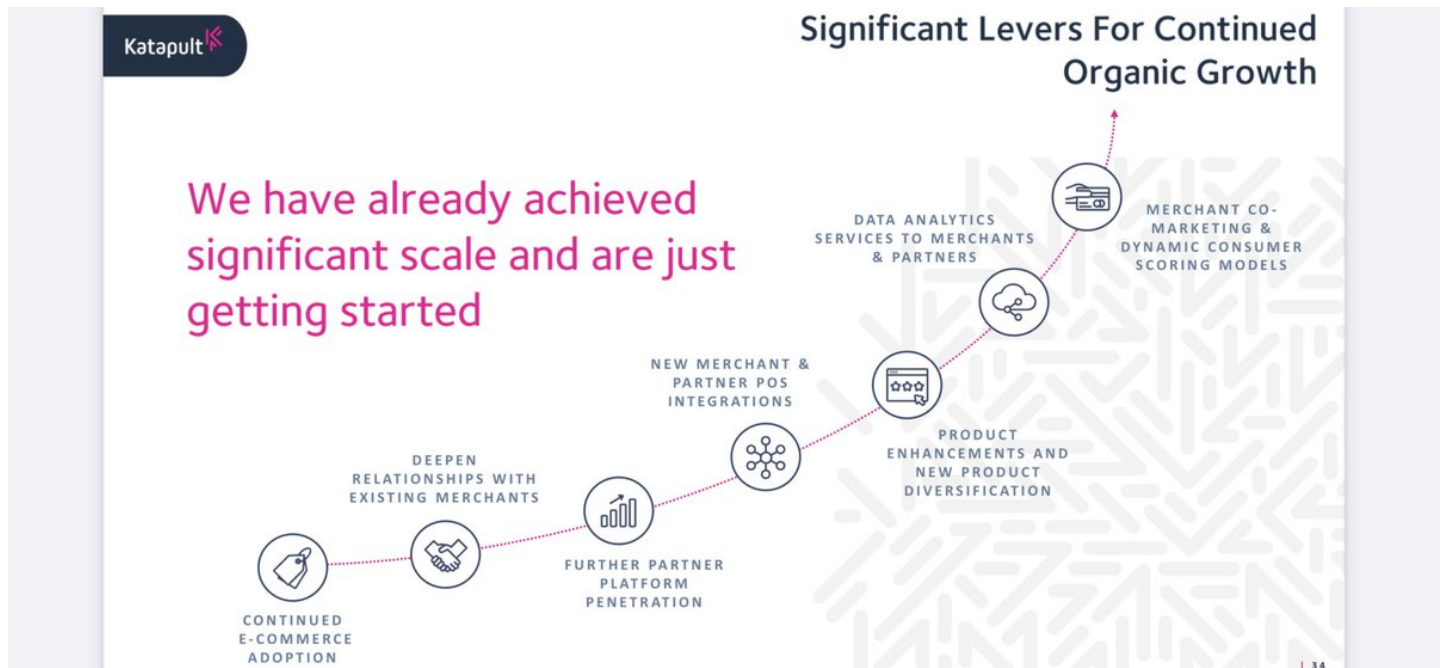 Katapult
Significant Levers For Continued
Organic Growth
We have already achieved
significant scale and are just
getting started
CONTINUED
E-COMMERCE
ADOPTION
DEEPEN
RELATIONSHIPS WITH
EXISTING MERCHANTS
FURTHER PARTNER
PLATFORM
PENETRATION
NEW MERCHANT &
PARTNER POS
INTEGRATIONS
PRODUCT
ENHANCEMENTS AND
NEW PRODUCT
DIVERSIFICATION
DATA ANALYTICS
SERVICES TO MERCHANTS
& PARTNERS
MERCHANT CO-
MARKETING &
DYNAMIC CONSUMER
SCORING MODELS
| 34